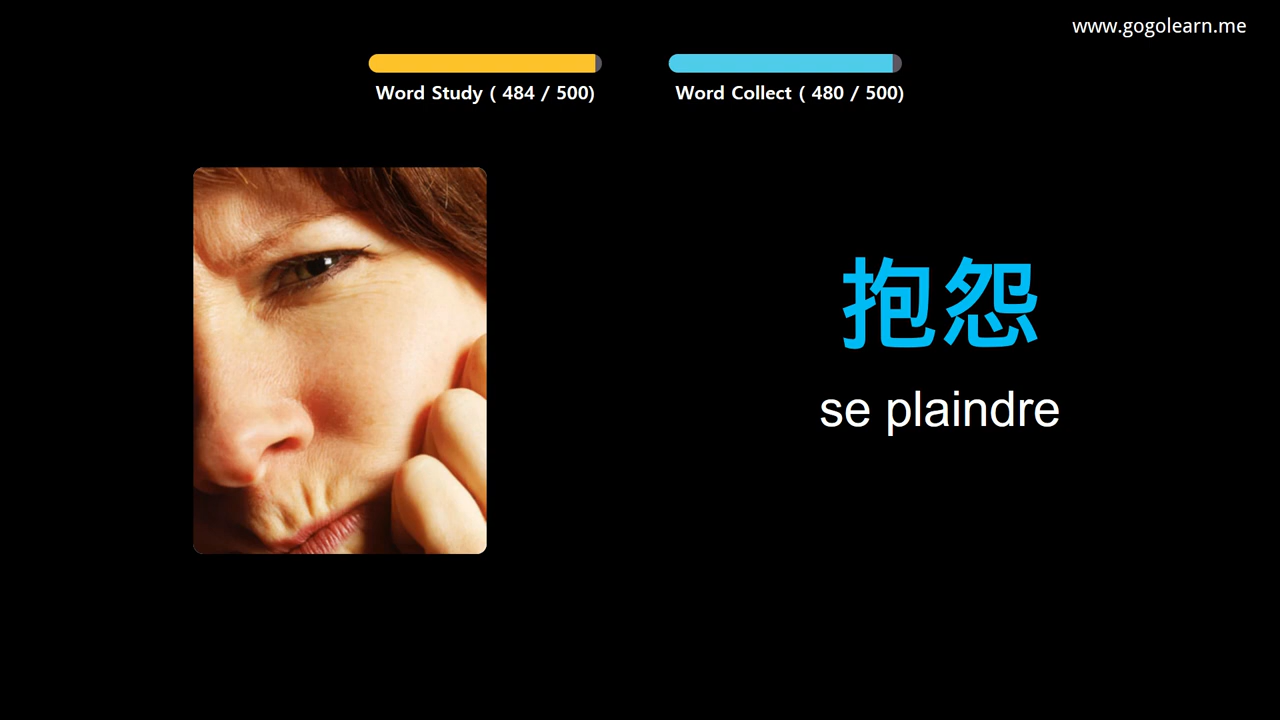 www.gogolearn.me
Word Study ( 484 / 500)
Word Collect ( 480 / 500)
抱怨
se plaindre